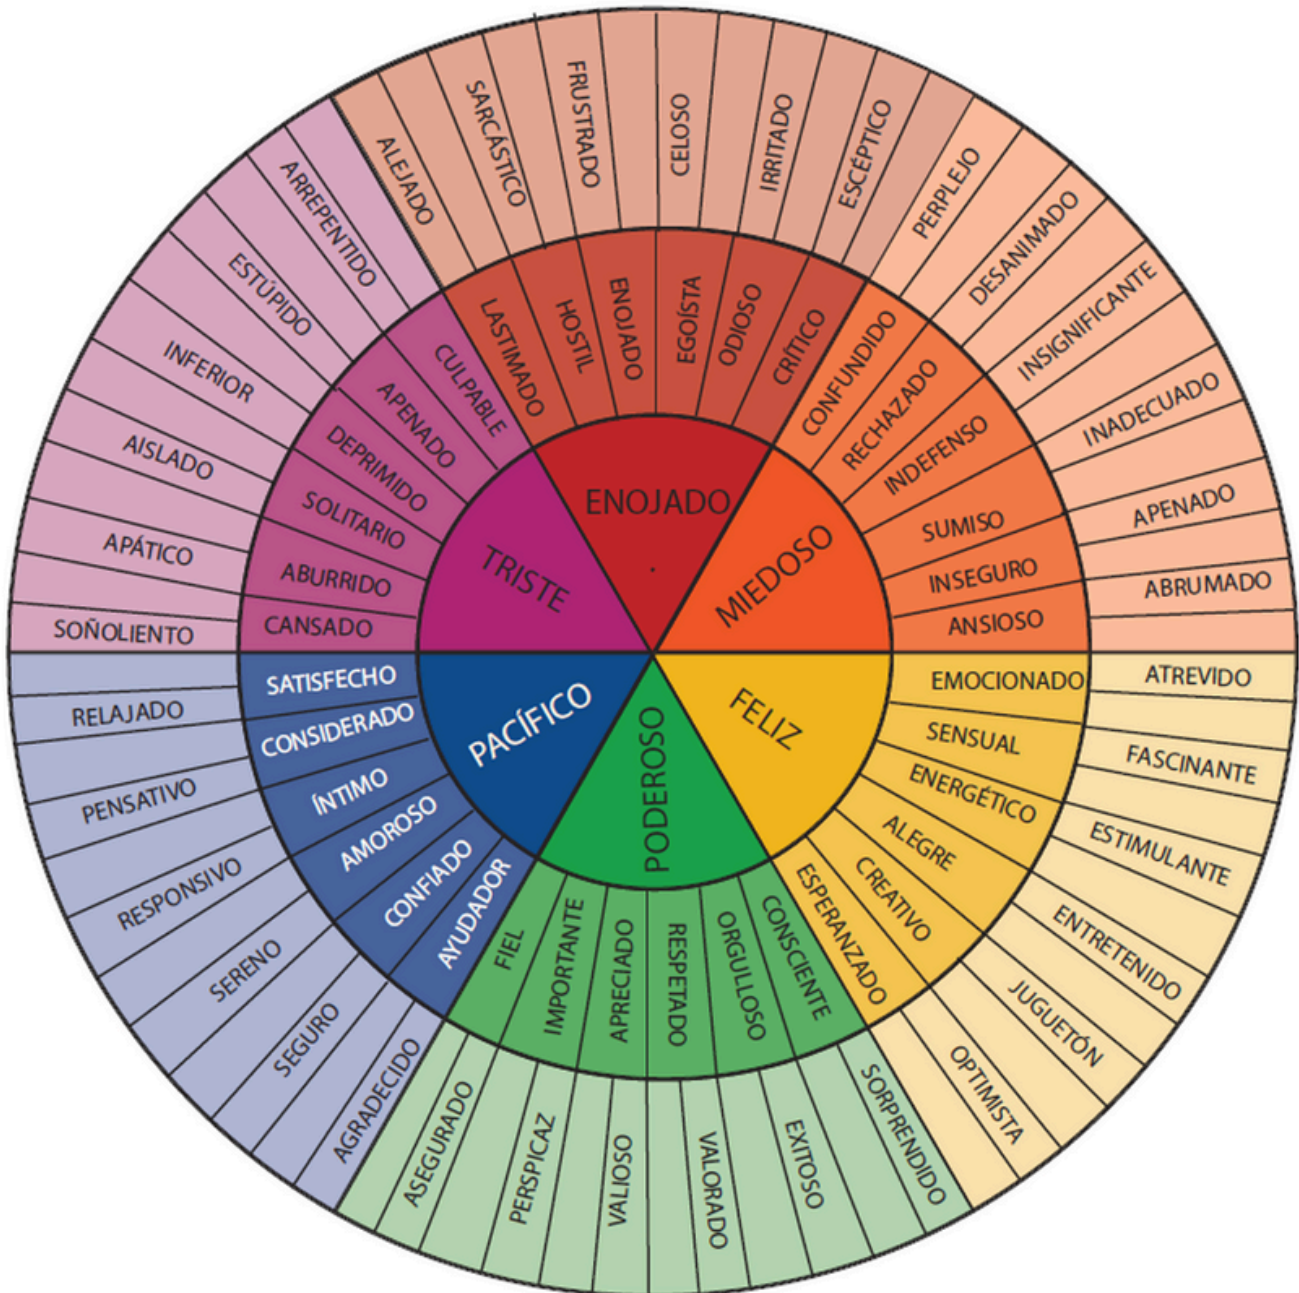 ENOJADO
MIEDOSO
FELIZ
PODEROSO
PACÍFICO
TRISTE
LASTIMADO
HOSTIL
ENOJADO
EGOÍSTA
ODIOSO
CRÍTICO
CONFUNDIDO
RECHAZADO
INDEFENSO
SUMISO
INSEGURO
ANSIOSO
EMOCIONADO
SENSUAL
ENERGÉTICO
ALEGRE
CREATIVO
ESPERANZADO
CONSCIENTE
ORGULLOSO
RESPETADO
APRECIADO
IMPORTANTE
FIEL
AYUDADOR
CONFIADO
AMOROSO
ÍNTIMO
CONSIDERADO
SATISFECHO
CANSADO
ABURRIDO
SOLITARIO
DEPRIMIDO
APENADO
CULPABLE
ALEJADO
SARCÁSTICO
FRUSTRADO
CELOSO
IRRITADO
ESCÉPTICO
PERPLEJO
DESANIMADO
INSIGNIFICANTE
INADECUADO
APENADO
ABRUMADO
ATREVIDO
FASCINANTE
ESTIMULANTE
ENTRETENIDO
JUGUETÓN
OPTIMISTA
SORPRENDIDO
EXITOSO
VALORADO
VALIOSO
PERSPICAZ
ASEGURADO
AGRADECIDO
SEGURO
SERENO
RESPONSIVO
PENSATIVO
RELAJADO
SOÑOLIENTO
APÁTICO
AISLADO
INFERIOR
ESTÚPIDO
ARREPENTIDO